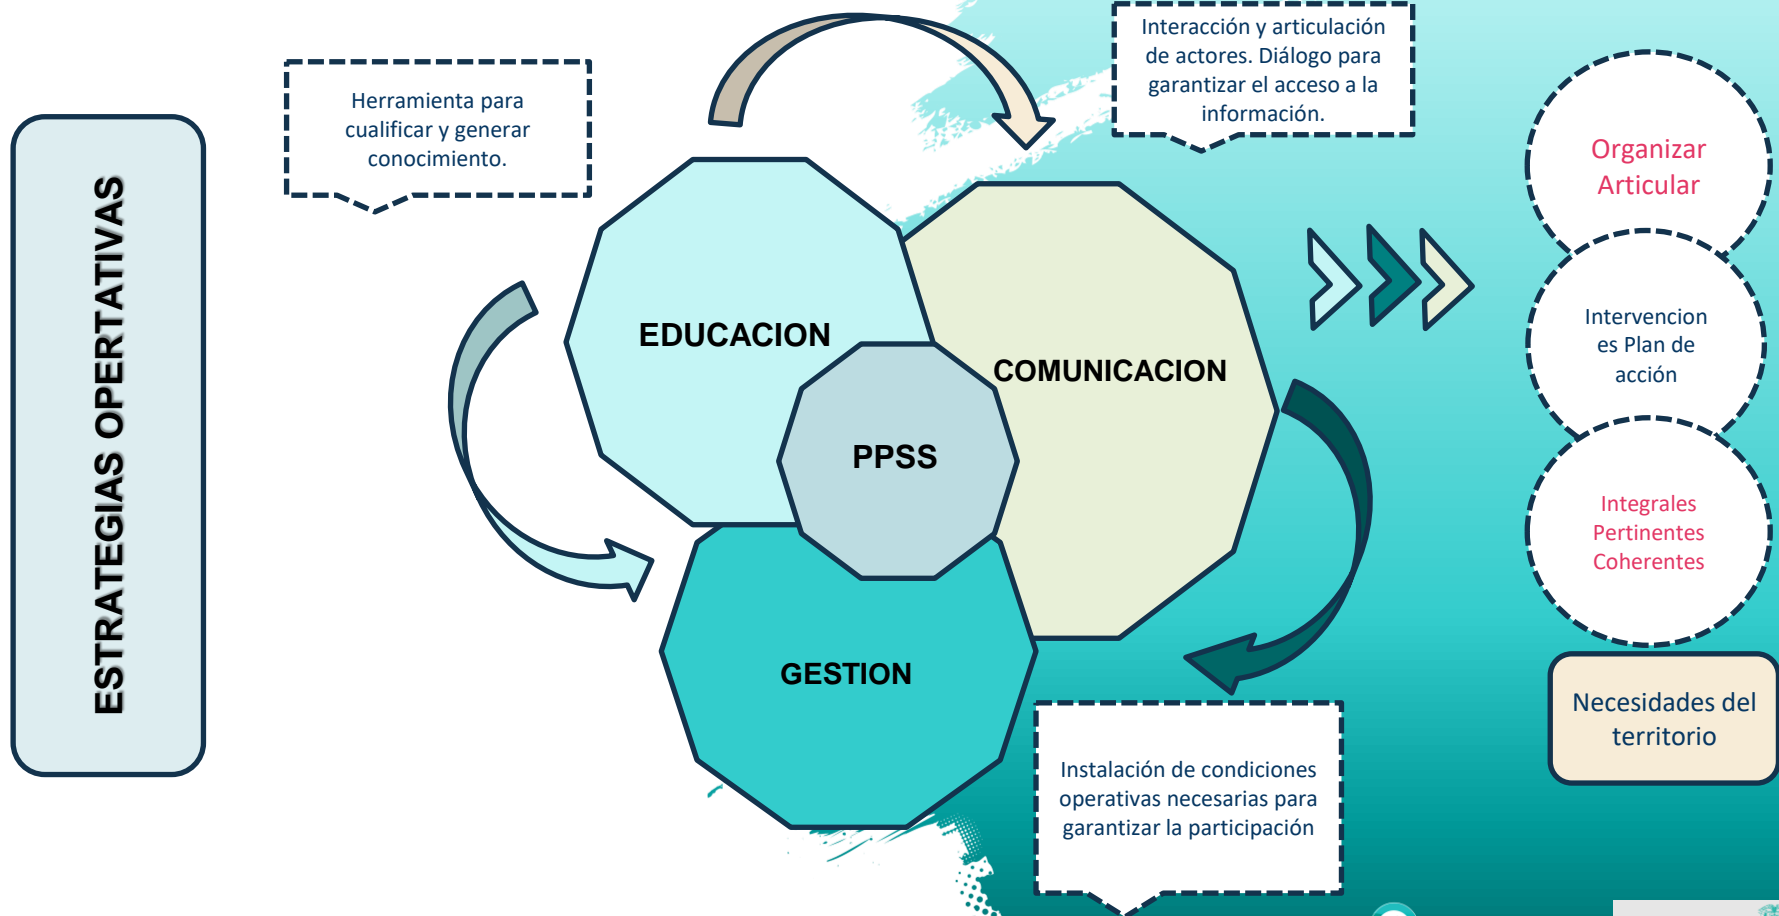 ESTRATEGIAS OPERTATIVAS
Herramienta para
cualificar y generar
conocimiento.
Interacción y articulación
de actores. Diálogo para
garantizar el acceso a la
información.
EDUCACION
COMUNICACION
PPSS
GESTION
Instalación de condiciones
operativas necesarias para
garantizar la participación
Organizar
Articular
Intervencion
es Plan de
acción
Integrales
Pertinentes
Coherentes
Necesidades del
territorio